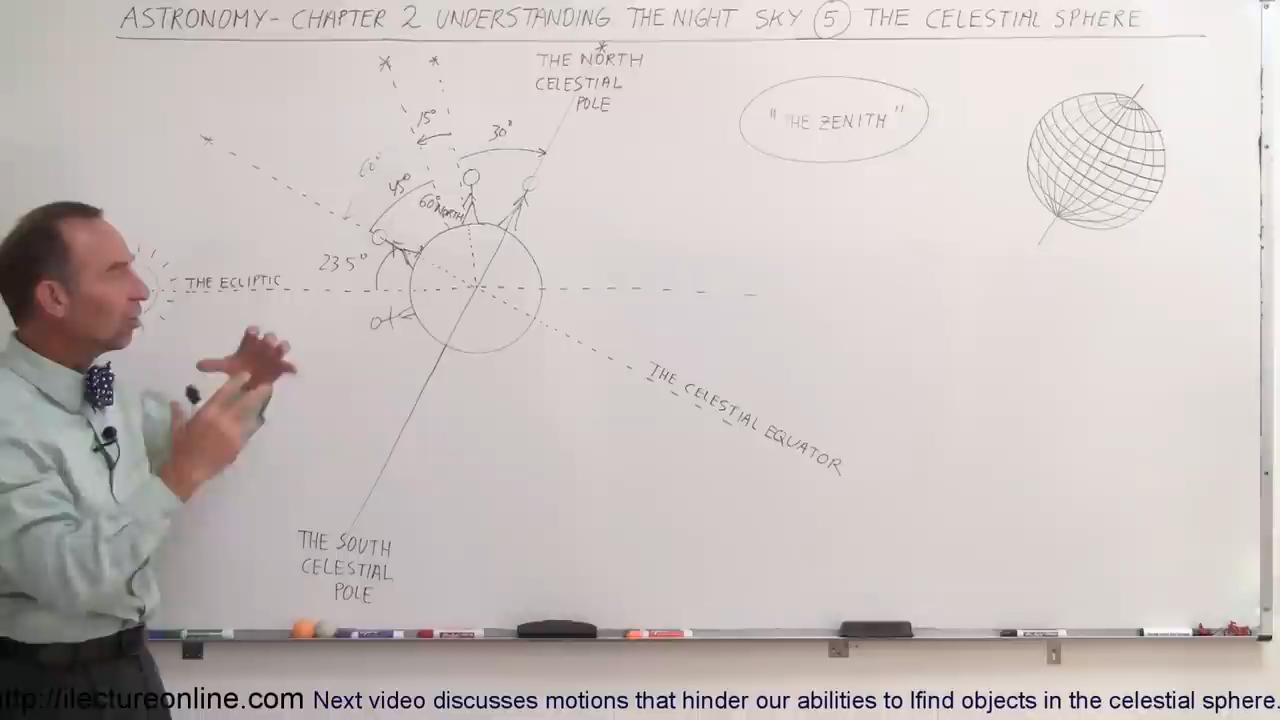 ASTRONOMY- CHAPTER 2 UNDERSTANDING THE NIGHT SKY 5 THE CELESTIAL SPHERE
THE NORTH
CELESTIAL
POLE
"THE ZENITH"
15°
30°
60°
45°
60° NORTH
23.5°
THE ECLIPTIC
THE CELESTIAL EQUATOR
THE SOUTH
CELESTIAL
POLE
http://ilectureonline.com Next video discusses motions that hinder our abilities to lfind objects in the celestial sphere.